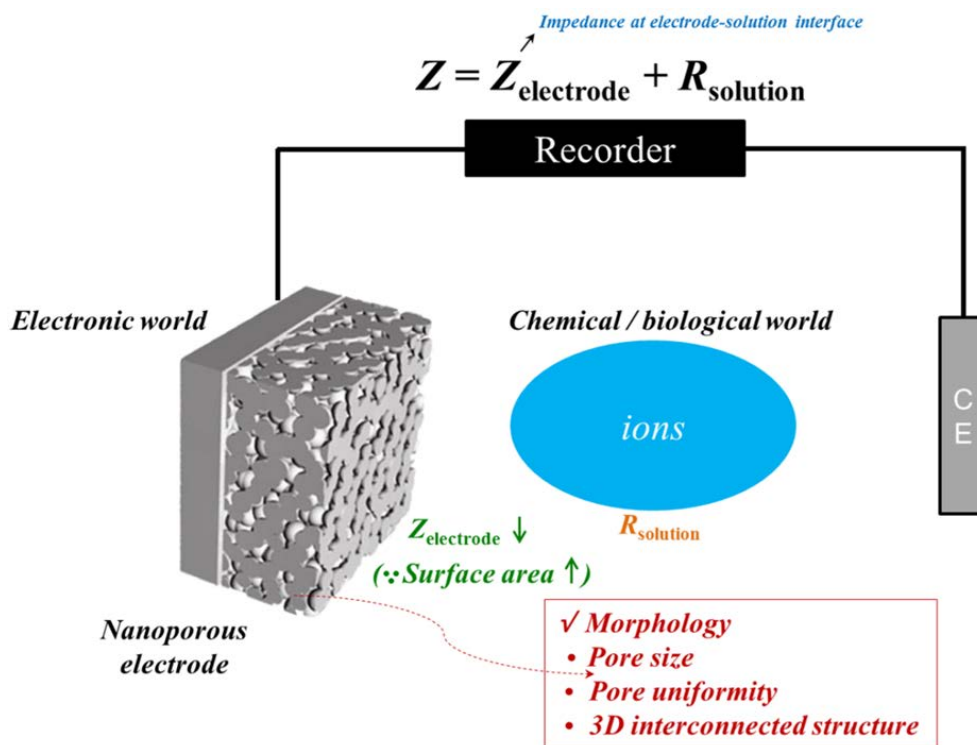 Impedance at electrode-solution interface
Z = Zelectrode + Rsolution
Recorder
Electronic world
Chemical / biological world
ions
C
E
Zelectrode ↓
Rsolution
(∵Surface area ↑)
Nanoporous
electrode
√ Morphology
• Pore size
• Pore uniformity
• 3D interconnected structure